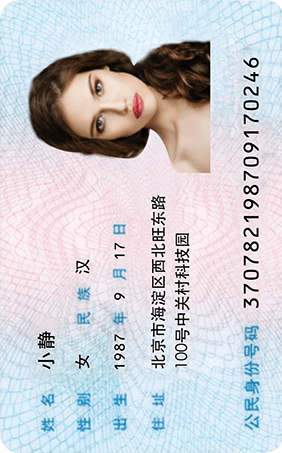 姓名 小静
性别 女 民族 汉
出生 1987 年 9 月 17 日
住址 北京市海淀区西北旺东路
100号中关村科技园
公民身份号码 370782198709170246